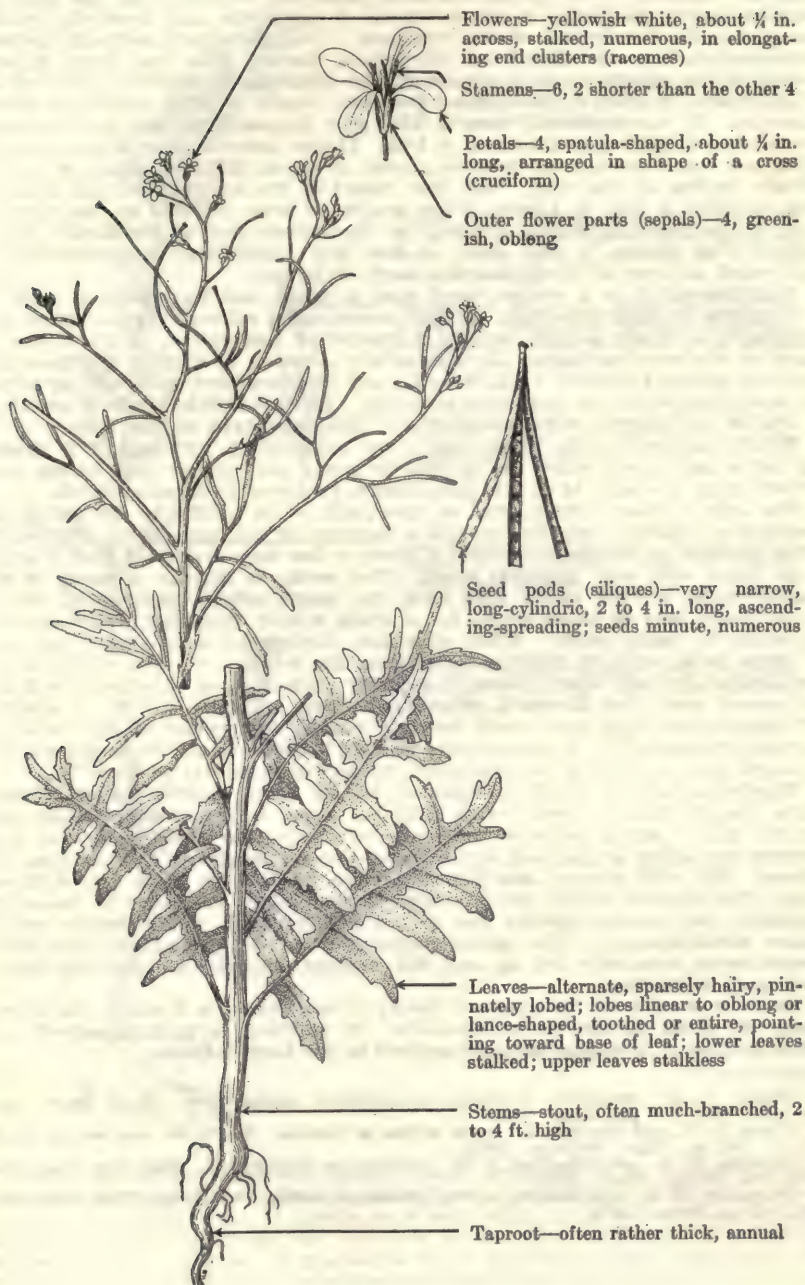 Flowers—yellowish white, about ¼ in.
across, stalked, numerous, in elongat-
ing end clusters (racemes)
Stamens—6, 2 shorter than the other 4
Petals—4, spatula-shaped, about ¼ in.
long, arranged in shape of a cross
(cruciform)
Outer flower parts (sepals)—4, green-
ish, oblong
Seed pods (siliques)—very narrow,
long-cylindric, 2 to 4 in. long, ascend-
ing-spreading; seeds minute, numerous
Leaves—alternate, sparsely hairy, pin-
nately lobed; lobes linear to oblong or
lance-shaped, toothed or entire, point-
ing toward base of leaf; lower leaves
stalked; upper leaves stalkless
Stems—stout, often much-branched, 2
to 4 ft. high
Taproot—often rather thick, annual